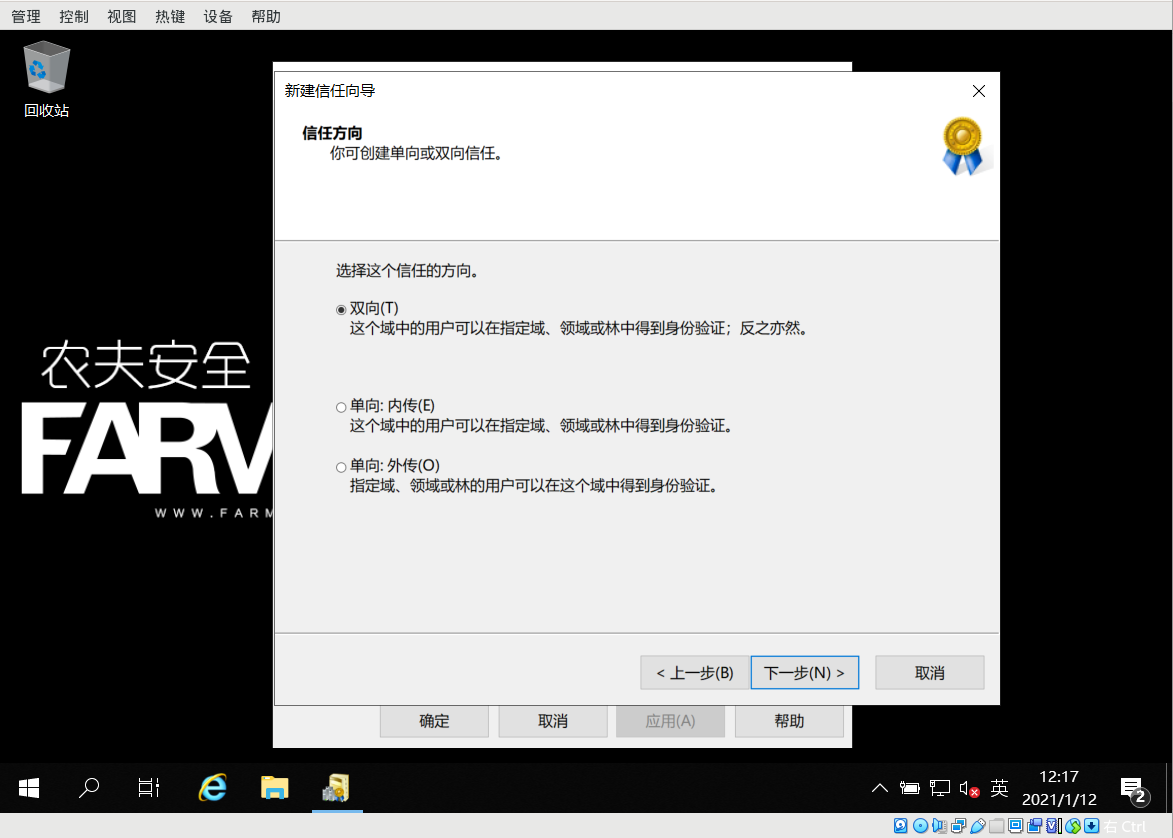 管理 控制 视图 热键 设备 帮助
回收站
新建信任向导
信任方向
你可创建单向或双向信任。
选择这个信任的方向。
双向(T)
这个域中的用户可以在指定域、领域或林中得到身份验证；反之亦然。
单向: 内传(E)
这个域中的用户可以在指定域、领域或林中得到身份验证。
单向: 外传(O)
指定域、领域或林的用户可以在这个域中得到身份验证。
农夫安全
FARV
WWW.FARM
< 上一步(B) 下一步(N) > 取消
确定 取消 应用(A) 帮助
英
12:17
2021/1/12
2
右 Ctrl